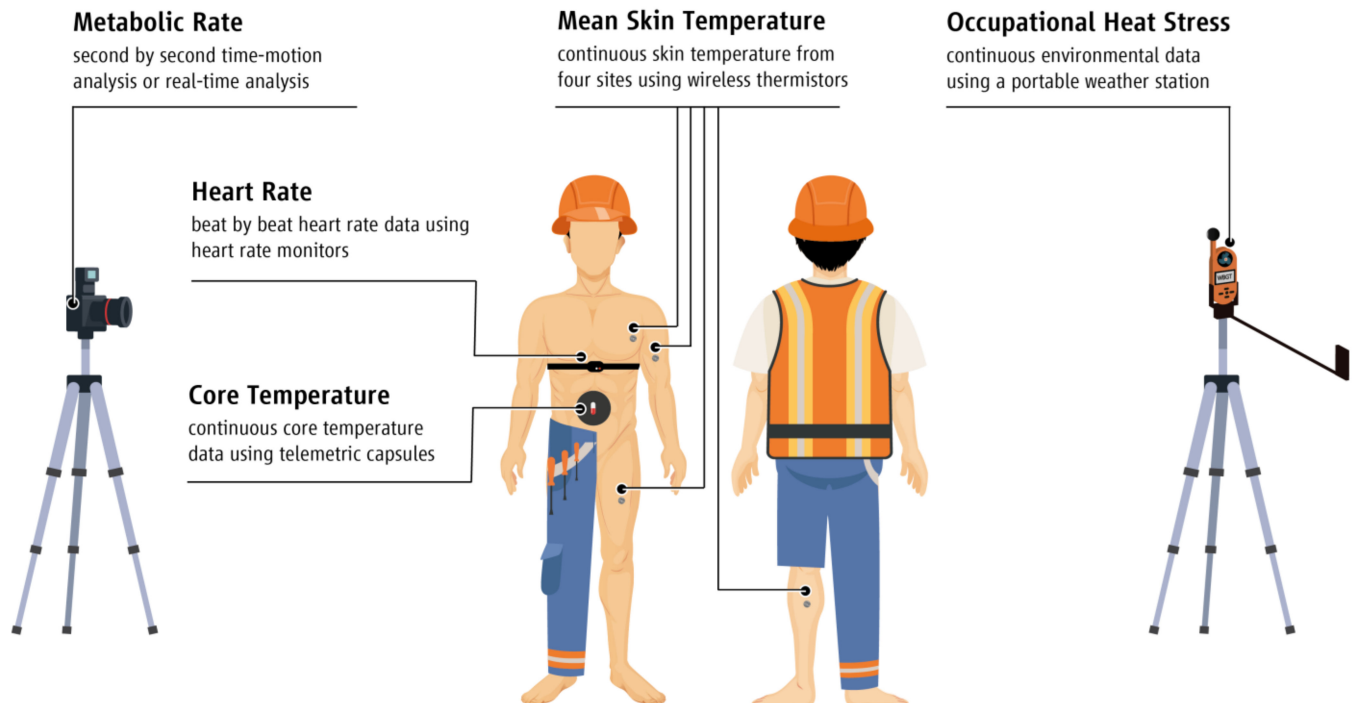 Metabolic Rate
second by second time-motion
analysis or real-time analysis
Mean Skin Temperature
continuous skin temperature from
four sites using wireless thermistors
Occupational Heat Stress
continuous environmental data
using a portable weather station
Heart Rate
beat by beat heart rate data using
heart rate monitors
Core Temperature
continuous core temperature
data using telemetric capsules
WBGT